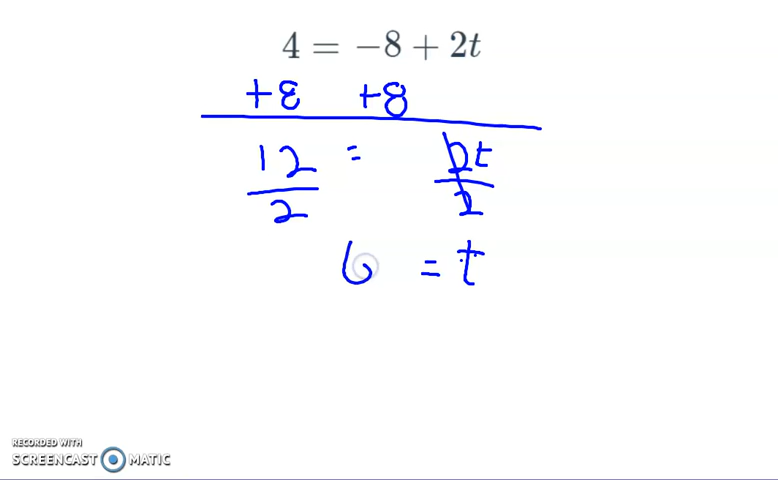 4 = −8 + 2t
+8 +8
12 = 2t
2 2
6 = t
RECORDED WITH
SCREENCAST MATIC